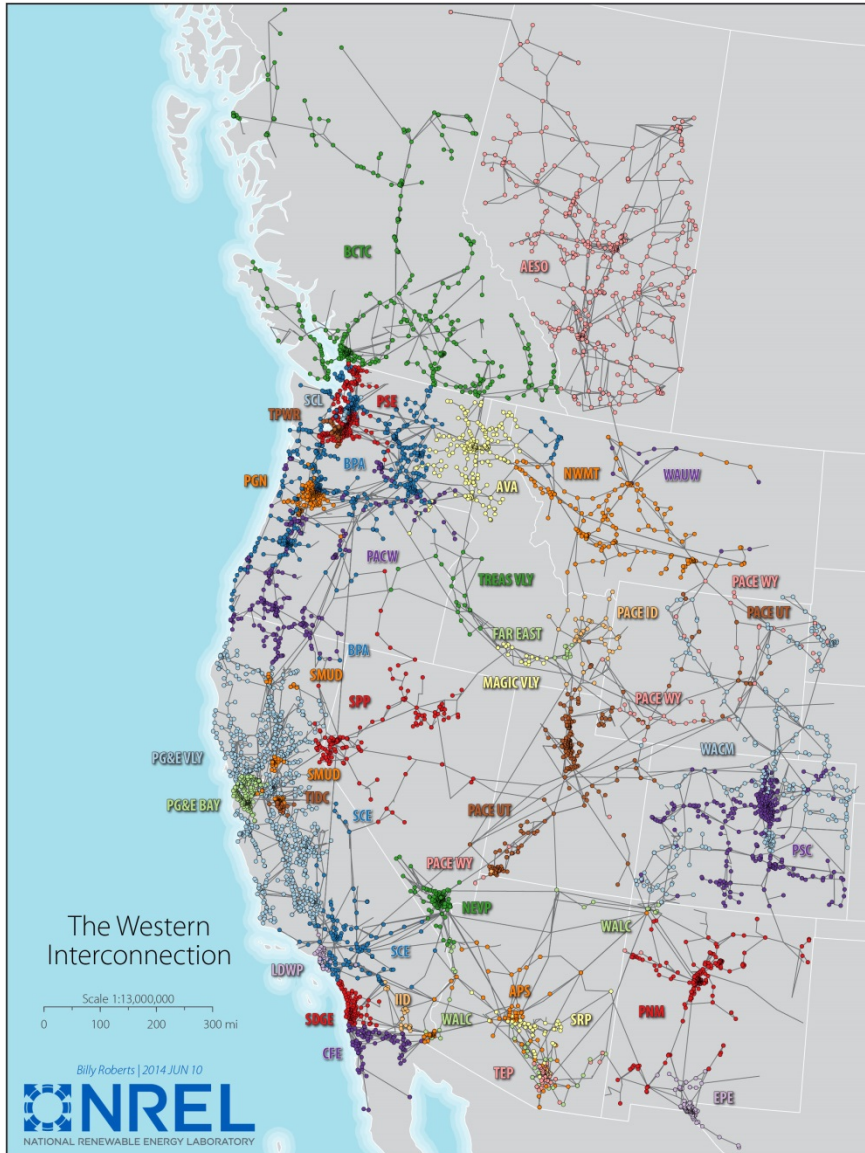 BCTC
AESO
SCL
PSE
TPWR
BPA
PGN
AVA
NWMT
WAUW
PACW
TREAS VLY
PACE WY
PACE ID
PACE UT
FAR EAST
BPA
MAGIC VLY
SMUD
SPP
PACE WY
PG&E VLY
WACM
SMUD
PG&E BAY
TIDC
SCE
PACE UT
PSC
PACE WY
NEVP
WALC
The Western
Interconnection
SCE
LDWP
Scale 1:13,000,000
0 100 200 300 mi
IID
APS
SDGE
WALC
SRP
PNM
CFE
TEP
EPE
Billy Roberts | 2014 JUN 10
NREL
NATIONAL RENEWABLE ENERGY LABORATORY